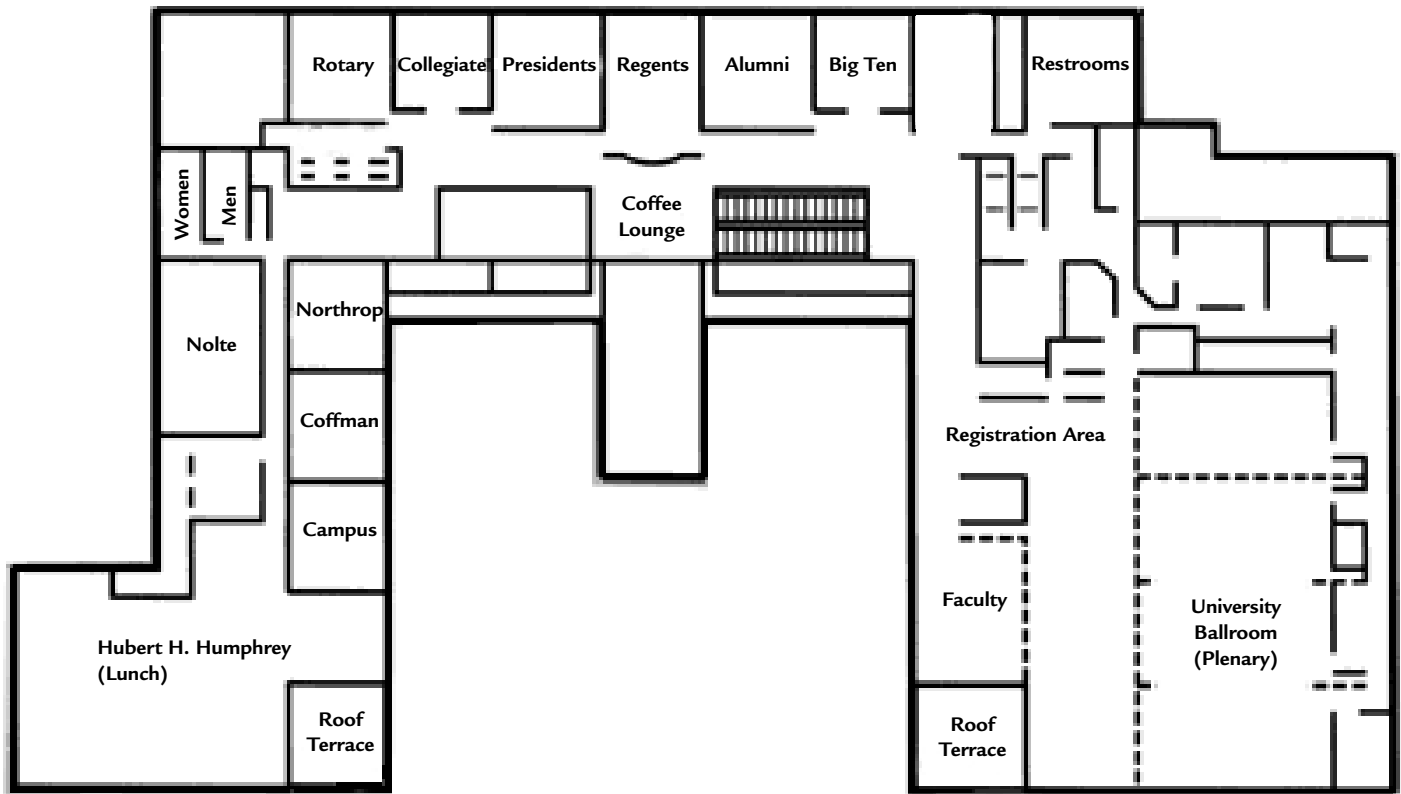 Rotary
Collegiate
Presidents
Regents
Alumni
Big Ten
Restrooms
Women
Men
Coffee
Lounge
Northrop
Nolte
Coffman
Registration Area
Campus
Faculty
University
Ballroom
(Plenary)
Hubert H. Humphrey
(Lunch)
Roof
Terrace
Roof
Terrace